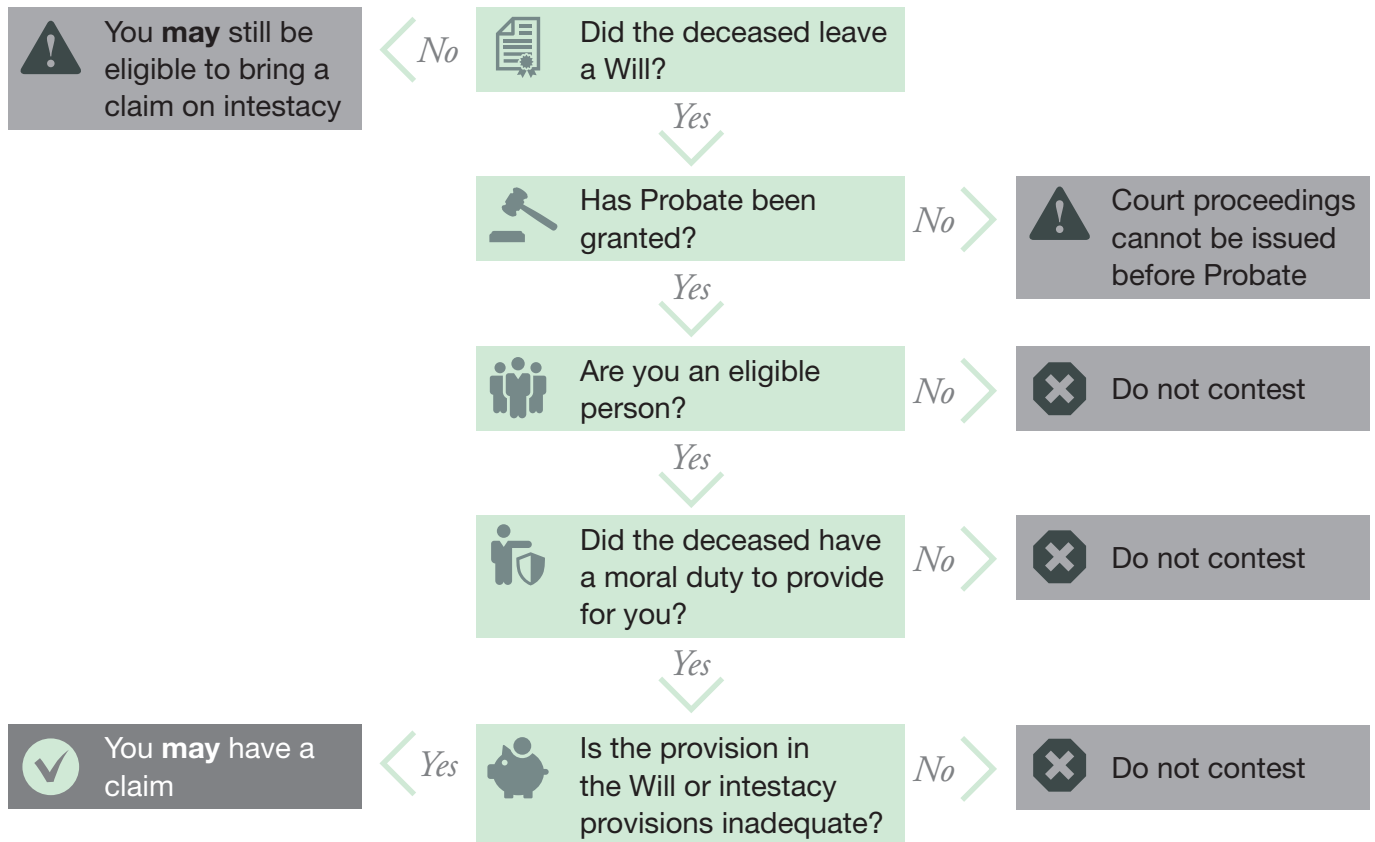 You may still be
eligible to bring a
claim on intestacy
No
Did the deceased leave
a Will?
Yes
Has Probate been
granted?
No
Court proceedings
cannot be issued
before Probate
Yes
Are you an eligible
person?
No
Do not contest
Yes
Did the deceased have
a moral duty to provide
for you?
No
Do not contest
Yes
You may have a
claim
Yes
Is the provision in
the Will or intestacy
provisions inadequate?
No
Do not contest